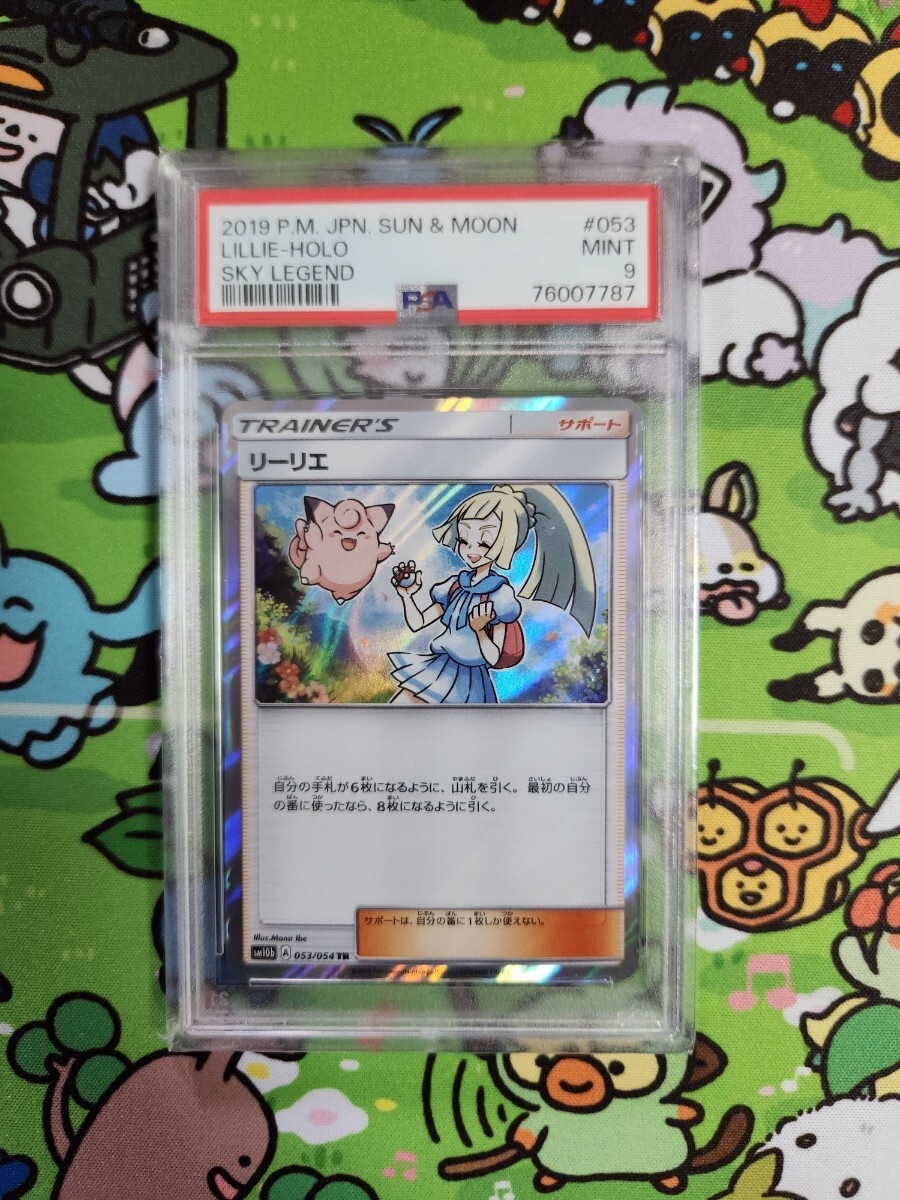 2019 P.M. JPN. SUN & MOON #053
LILLIE-HOLO MINT
SKY LEGEND 9
PSA 76007787
TRAINER'S サポート
リーリエ
自分の手札が6枚になるように、山札を引く。最初の自分
の番に使ったなら、8枚になるように引く。
サポートは、自分の番に1枚しか使えない。
Illus. Mana Ibe
sm10b A 053/054 TR